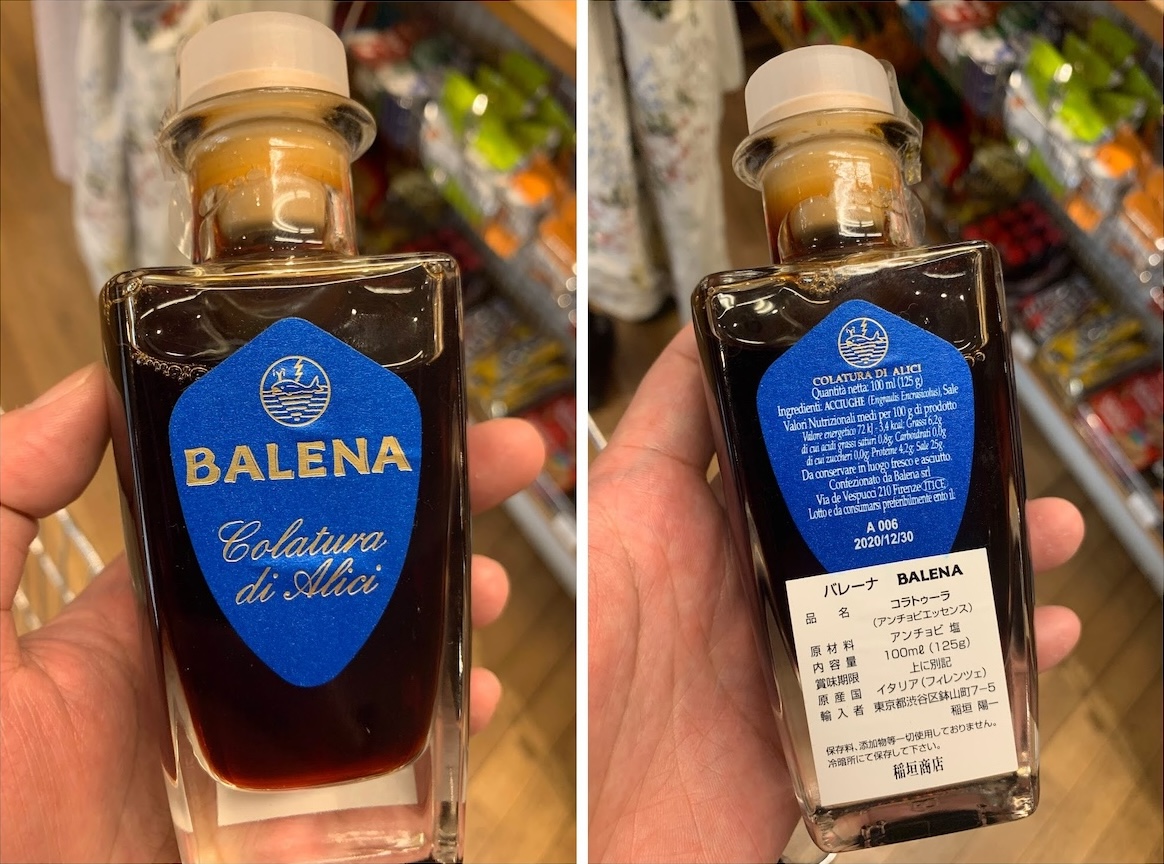 BALENA
Colatura
di Alici
COLATURA DI ALICI
Quantità netta: 100 ml (125 g)
Ingredienti: ACCIUGHE (Engraulis Encrasicolus), Sale
Valori Nutrizionali medi per 100 g di prodotto
Valore energetico 72 kJ - 3,4 kcal; Grassi 6,2g
di cui acidi grassi saturi 0,8g; Carboidrati 0,0g
di cui zuccheri 0,0g; Proteine 4,2g; Sale 25g.
Da conservare in luogo fresco e asciutto.
Confezionato da Balena srl
Via de Vespucci 210 Firenze ITICE
Lotto e da consumarsi preferibilmente ento il:
A 006
2020/12/30
バレーナ BALENA
品名 コラトゥーラ
(アンチョビエッセンス)
原材料 アンチョビ 塩
内容量 100mℓ (125g)
賞味期限 上に別記
原産国 イタリア(フィレンツェ)
輸入者 東京都渋谷区鉢山町7-5
稲垣 陽一
保存料、添加物等一切使用しておりません。
冷暗所にて保存して下さい。
稲垣商店